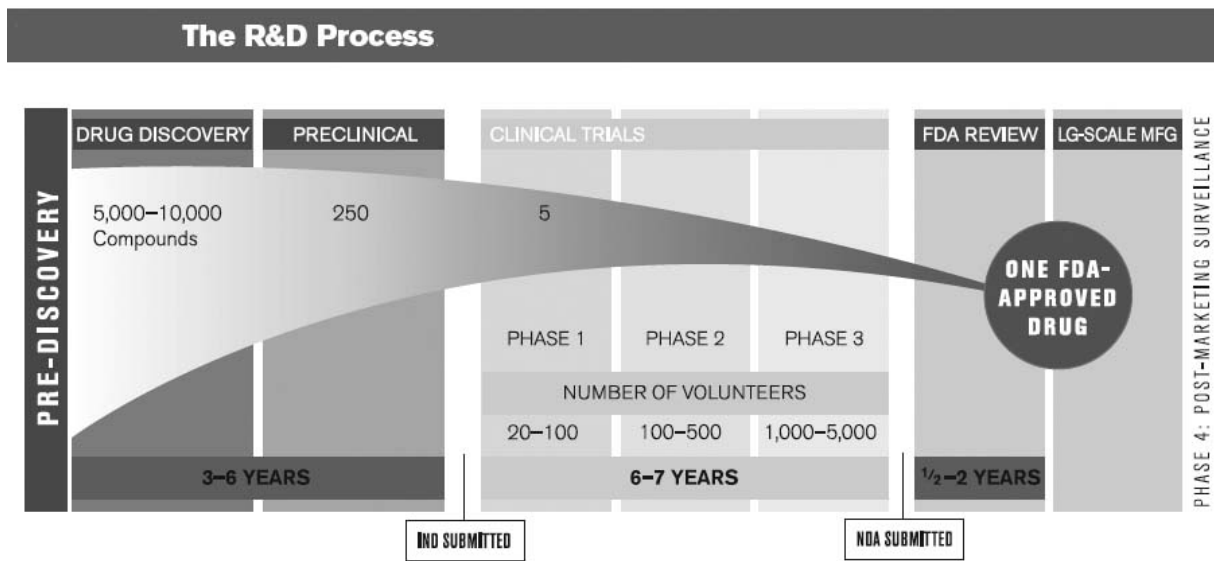 The R&D Process
PRE-DISCOVERY
DRUG DISCOVERY
PRECLINICAL
CLINICAL TRIALS
FDA REVIEW
LG-SCALE MFG
5,000–10,000
Compounds
250
5
ONE FDA-
APPROVED
DRUG
PHASE 1
PHASE 2
PHASE 3
NUMBER OF VOLUNTEERS
20–100
100–500
1,000–5,000
3–6 YEARS
6–7 YEARS
1/2–2 YEARS
IND SUBMITTED
NDA SUBMITTED
PHASE 4: POST-MARKETING SURVEILLANCE